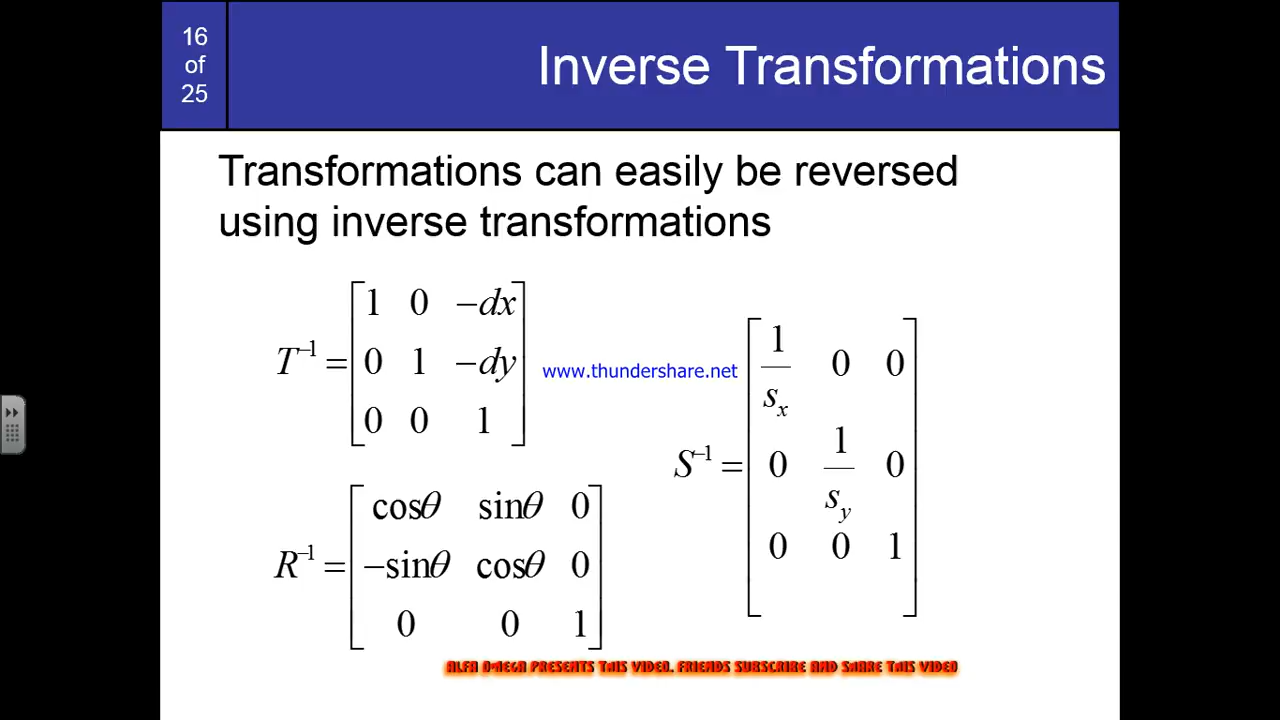 16
of
25
Inverse Transformations
Transformations can easily be reversed
using inverse transformations
T⁻¹ = [1 0 −dx
0 1 −dy
0 0 1]
www.thundershare.net
S⁻¹ = [1/sₓ 0 0
0 1/s_y 0
0 0 1]
R⁻¹ = [cosθ sinθ 0
−sinθ cosθ 0
0 0 1]
ALFA OMEGA PRESENTS THIS VIDEO. FRIENDS SUBSCRIBE AND SHARE THIS VIDEO